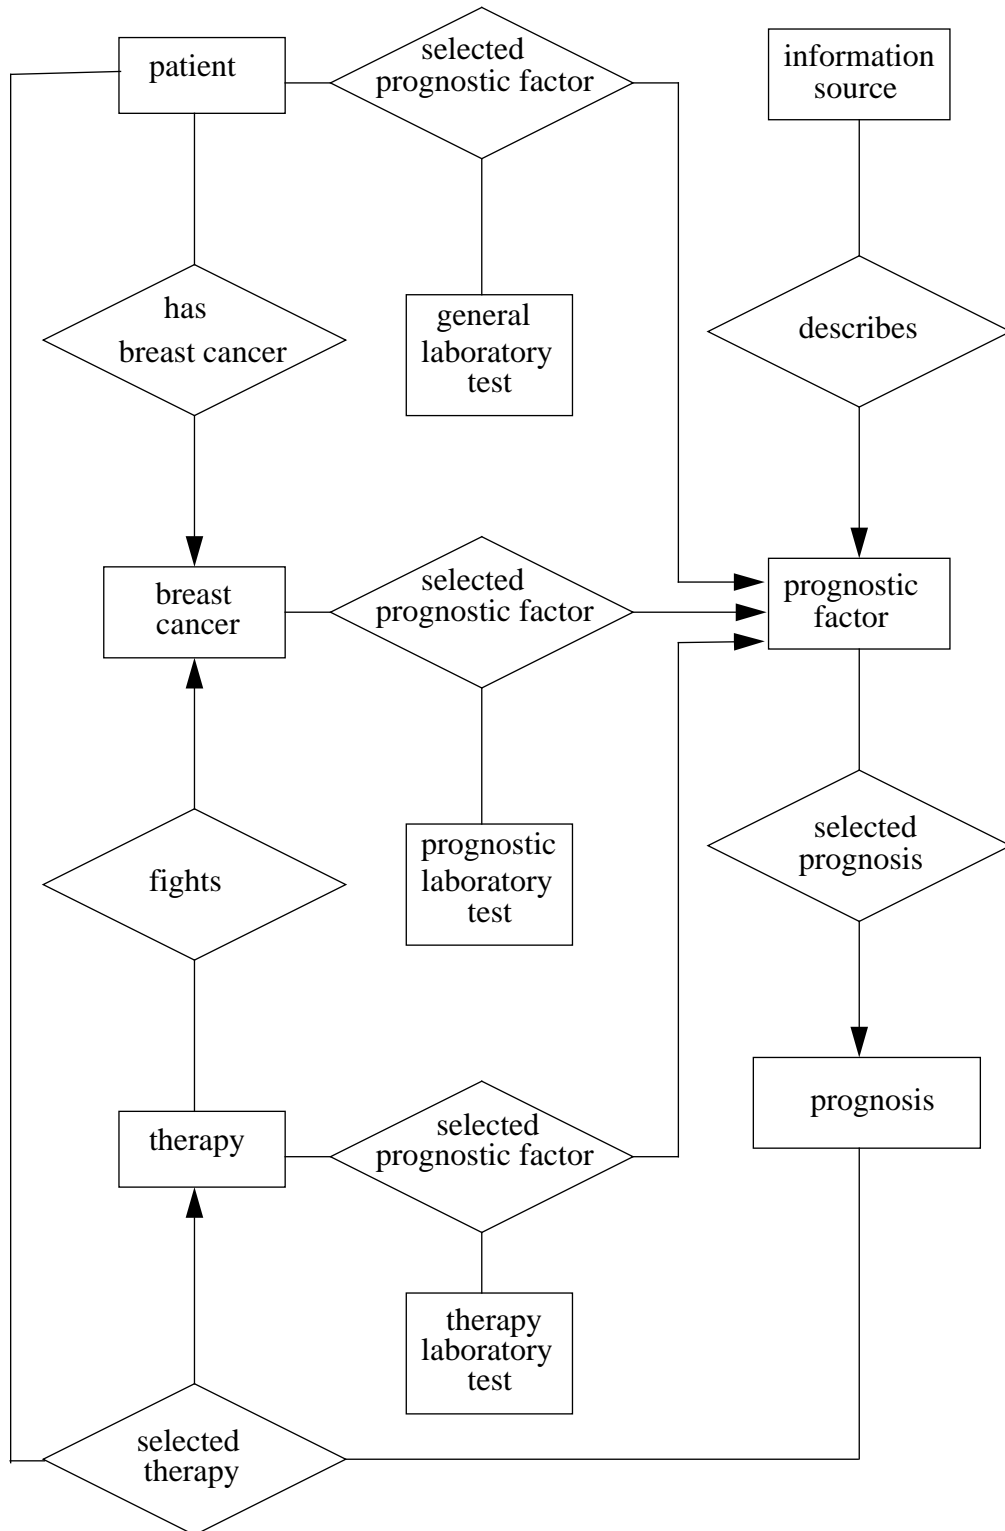 patient
selected
prognostic factor
information
source
has
breast cancer
general
laboratory
test
describes
breast
cancer
selected
prognostic factor
prognostic
factor
fights
prognostic
laboratory
test
selected
prognosis
therapy
selected
prognostic factor
prognosis
therapy
laboratory
test
selected
therapy